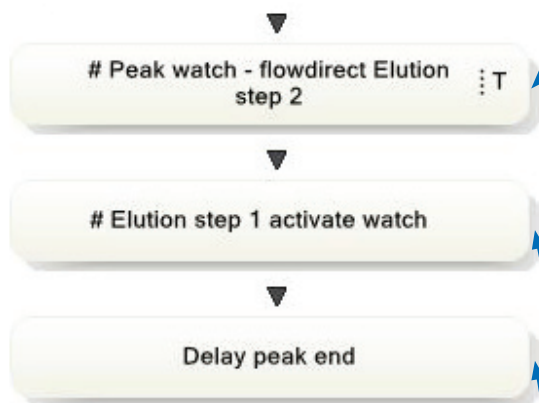 # Peak watch - flowdirect Elution
step 2
T
# Elution step 1 activate watch
Delay peak end